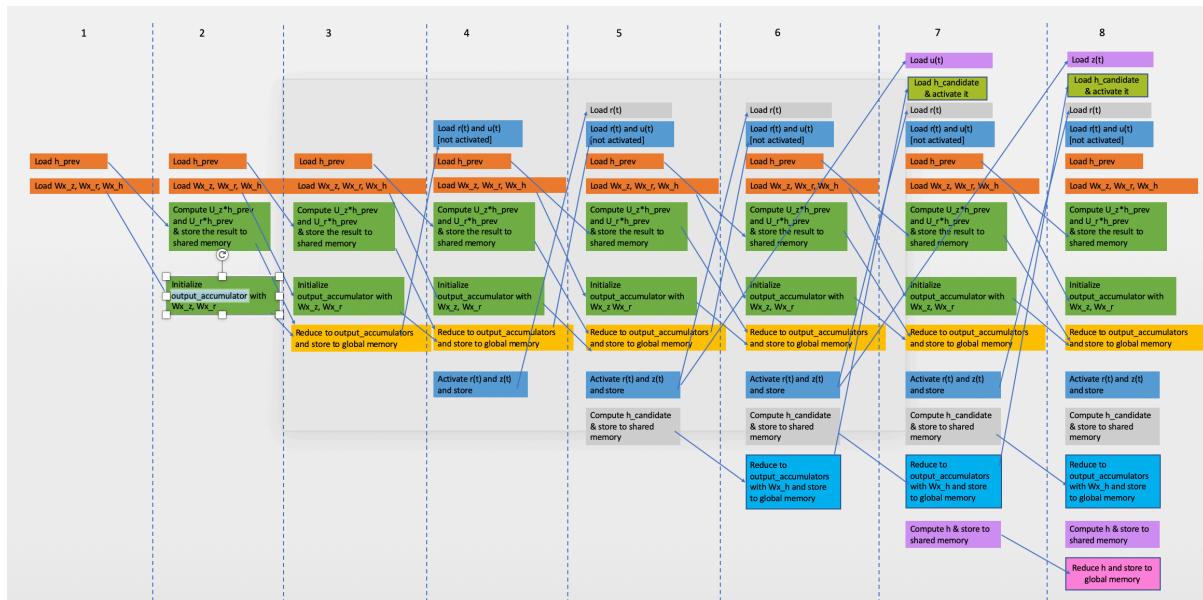 1
2
3
4
5
6
7
8
Load h_prev
Load Wx_z, Wx_r, Wx_h
Load h_prev
Load Wx_z, Wx_r, Wx_h
Compute U_z*h_prev
and U_r*h_prev
& store the result to
shared memory
Initialize
output_accumulator with
Wx_z, Wx_r
Load h_prev
Load Wx_z, Wx_r, Wx_h
Compute U_z*h_prev
and U_r*h_prev
& store the result to
shared memory
Initialize
output_accumulator with
Wx_z, Wx_r
Reduce to output_accumulators
and store to global memory
Load r(t) and u(t)
[not activated]
Load h_prev
Load Wx_z, Wx_r, Wx_h
Compute U_z*h_prev
and U_r*h_prev
& store the result to
shared memory
Initialize
output_accumulator with
Wx_z, Wx_r
Reduce to output_accumulators
and store to global memory
Activate r(t) and z(t)
and store
Load r(t)
Load r(t) and u(t)
[not activated]
Load h_prev
Load Wx_z, Wx_r, Wx_h
Compute U_z*h_prev
and U_r*h_prev
& store the result to
shared memory
Initialize
output_accumulator with
Wx_z, Wx_r
Reduce to output_accumulators
and store to global memory
Activate r(t) and z(t)
and store
Compute h_candidate
& store to shared
memory
Load r(t)
Load r(t) and u(t)
[not activated]
Load h_prev
Load Wx_z, Wx_r, Wx_h
Compute U_z*h_prev
and U_r*h_prev
& store the result to
shared memory
Initialize
output_accumulator with
Wx_z, Wx_r
Reduce to output_accumulators
and store to global memory
Activate r(t) and z(t)
and store
Compute h_candidate
& store to shared
memory
Reduce to
output_accumulators
with Wx_h and store
to global memory
Load u(t)
Load h_candidate
& activate it
Load r(t)
Load r(t) and u(t)
[not activated]
Load h_prev
Load Wx_z, Wx_r, Wx_h
Compute U_z*h_prev
and U_r*h_prev
& store the result to
shared memory
Initialize
output_accumulator with
Wx_z, Wx_r
Reduce to output_accumulators
and store to global memory
Activate r(t) and z(t)
and store
Compute h_candidate
& store to shared
memory
Reduce to
output_accumulators
with Wx_h and store
to global memory
Compute h & store to
shared memory
Load z(t)
Load h_candidate
& activate it
Load r(t)
Load r(t) and u(t)
[not activated]
Load h_prev
Load Wx_z, Wx_r, Wx_h
Compute U_z*h_prev
and U_r*h_prev
& store the result to
shared memory
Initialize
output_accumulator with
Wx_z, Wx_r
Reduce to output_accumulators
and store to global memory
Activate r(t) and z(t)
and store
Compute h_candidate
& store to shared
memory
Reduce to
output_accumulators
with Wx_h and store
to global memory
Compute h & store to
shared memory
Reduce h and store to
global memory